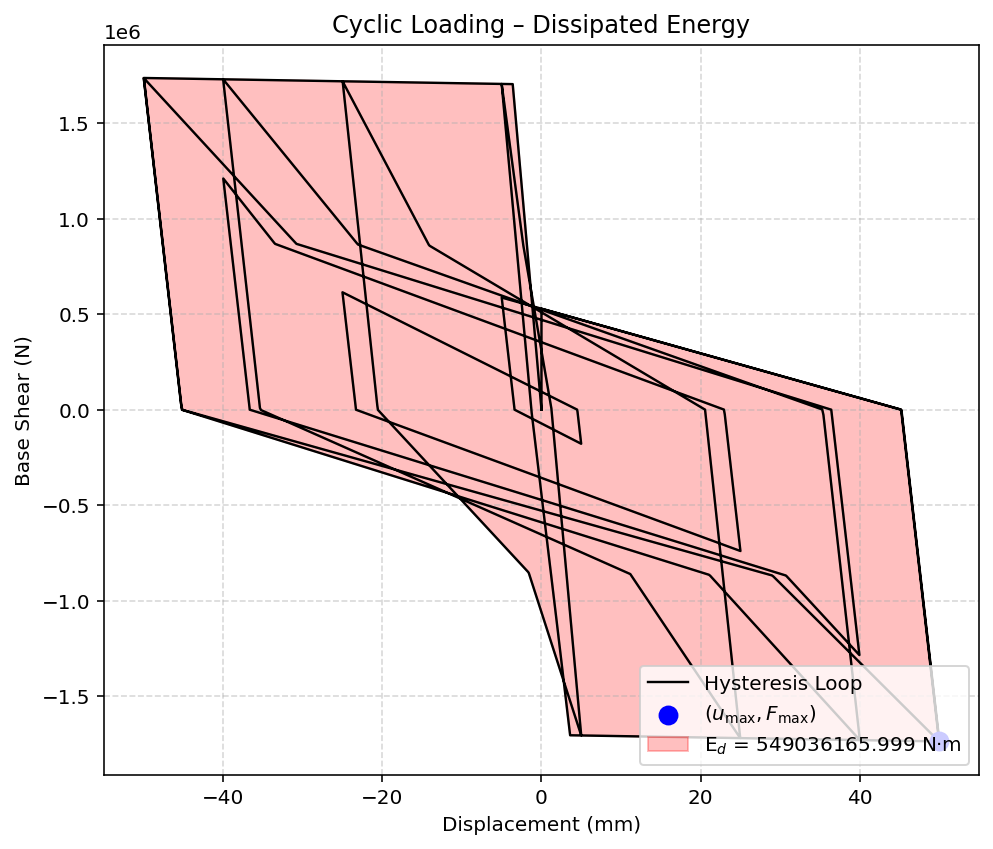 Cyclic Loading – Dissipated Energy
1e6
1.5
1.0
0.5
0.0
−0.5
−1.0
−1.5
Base Shear (N)
−40
−20
0
20
40
Displacement (mm)
Hysteresis Loop
(u_max, F_max)
E_d = 549036165.999 N·m